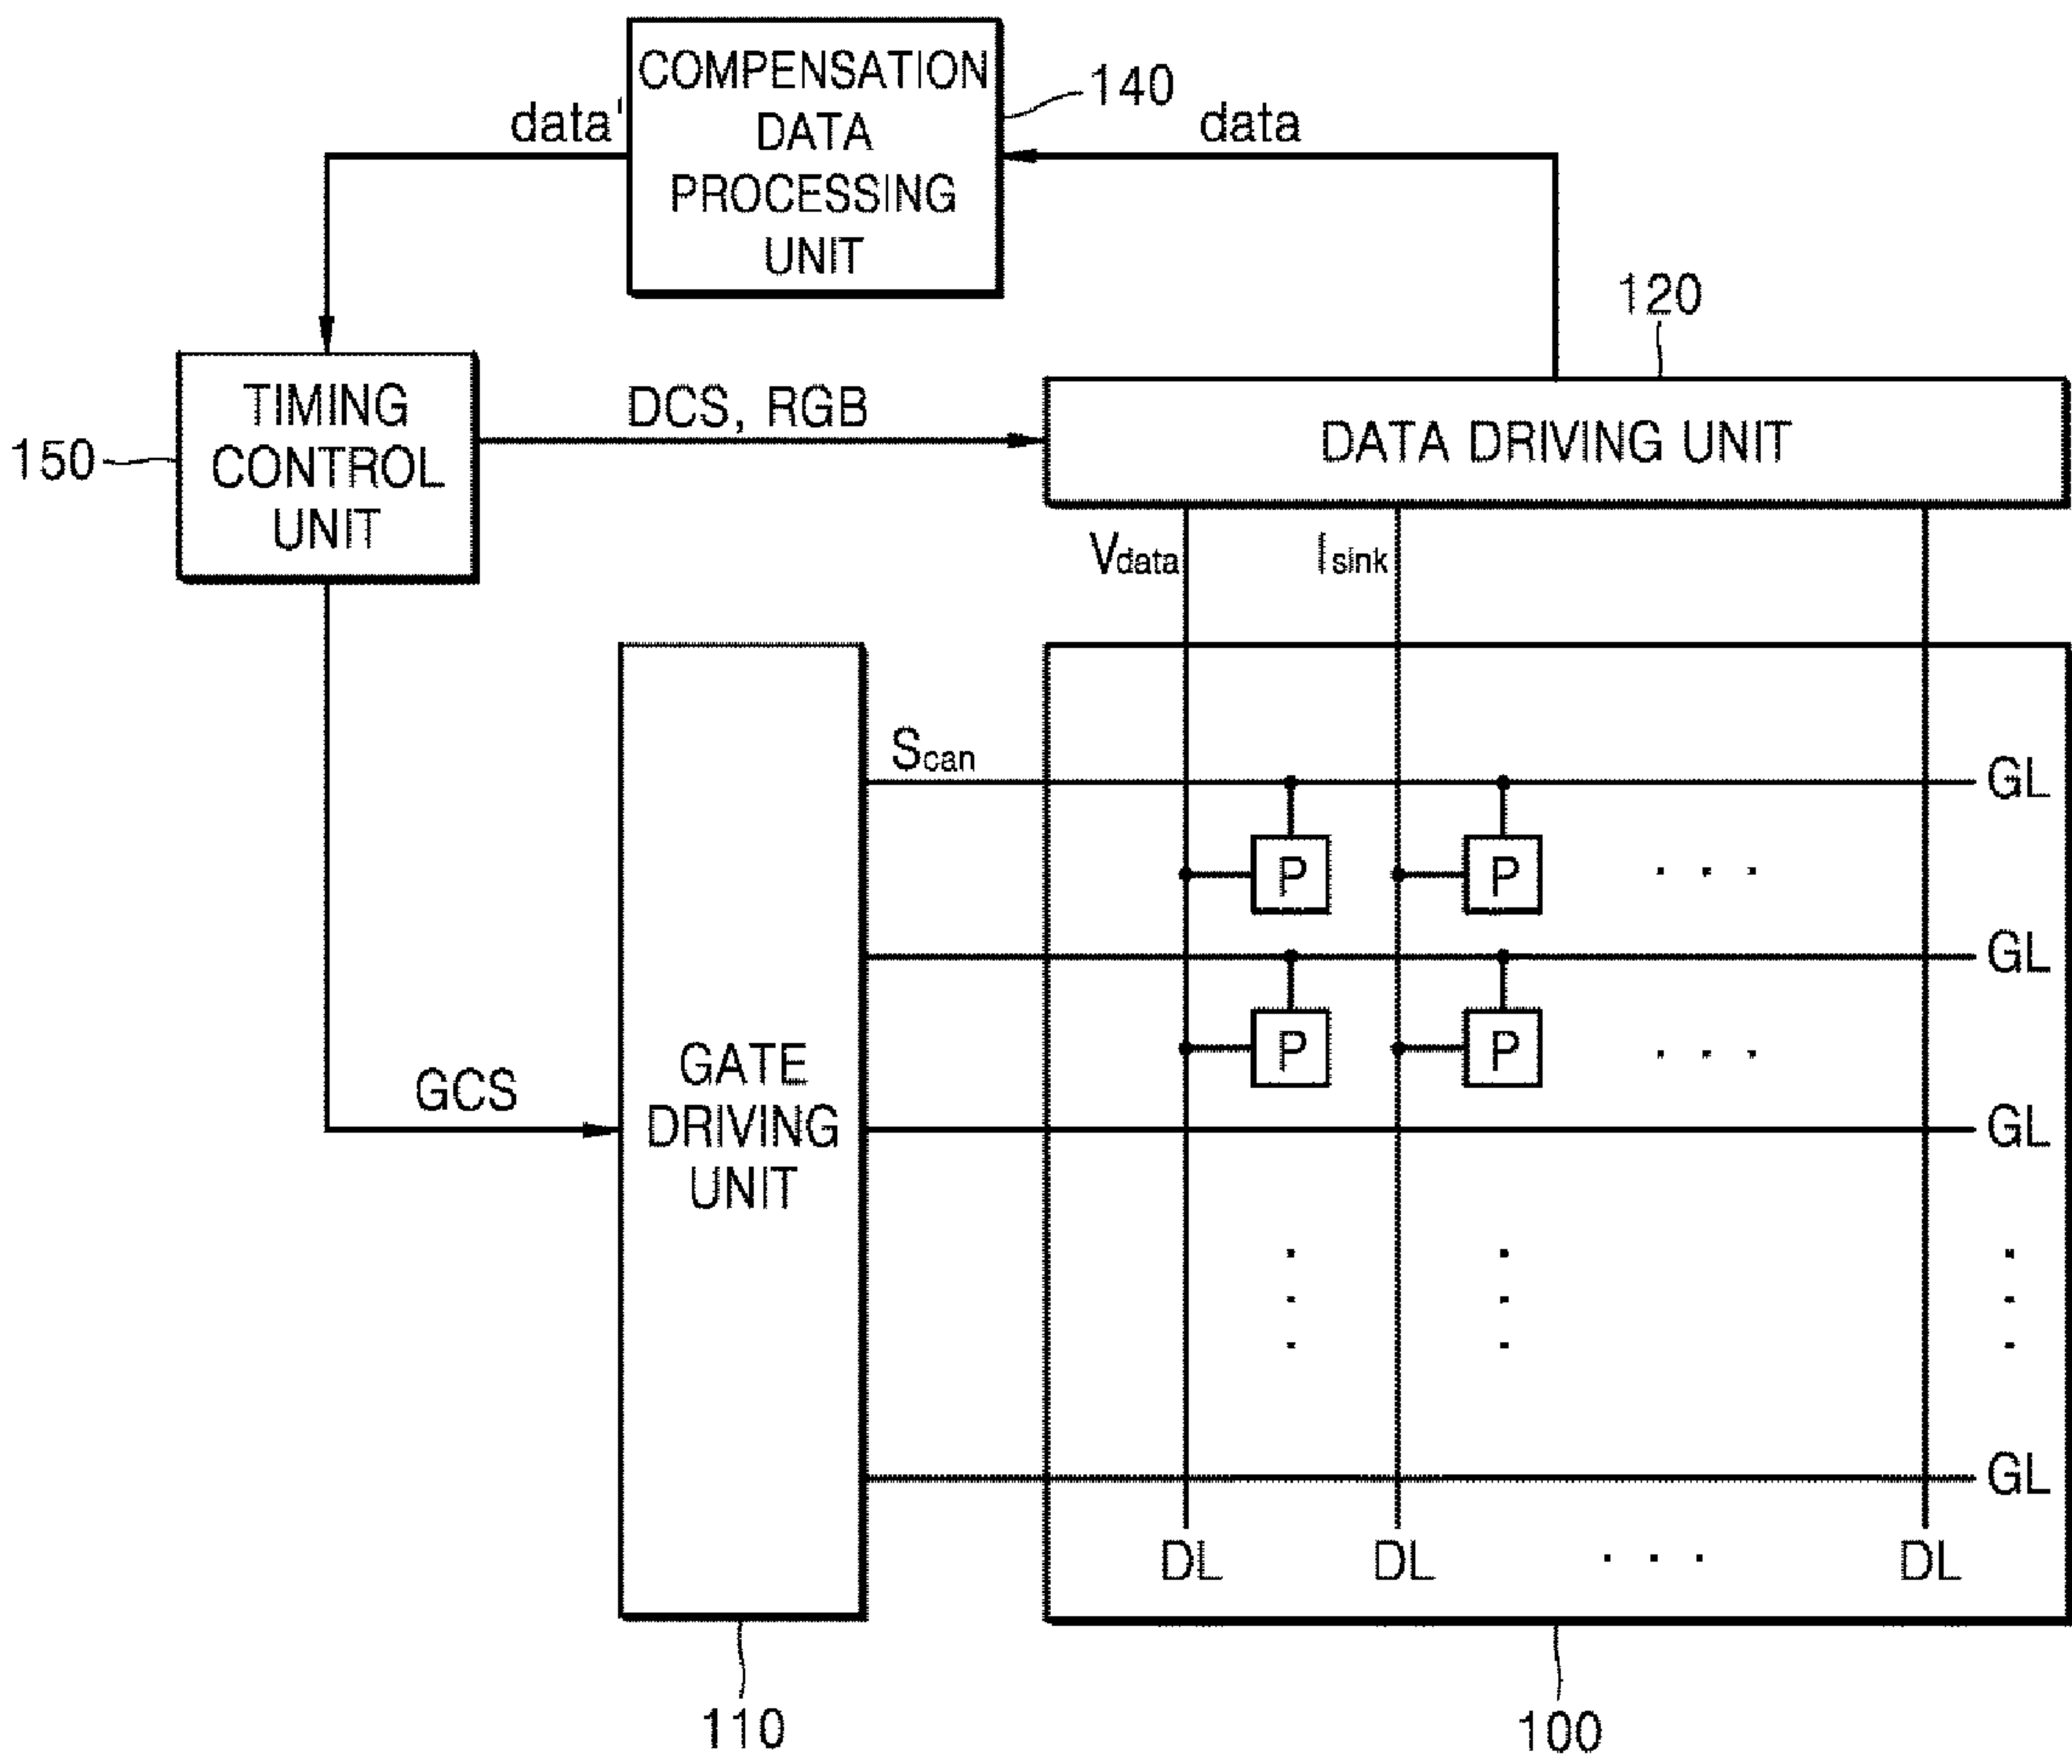 COMPENSATION
DATA
PROCESSING
UNIT
140
data'
data
120
TIMING
CONTROL
UNIT
150
DCS, RGB
DATA DRIVING UNIT
Vdata
Isink
Scan
GL
P
P
GL
P
P
GATE
DRIVING
UNIT
GCS
GL
GL
DL
DL
DL
110
100